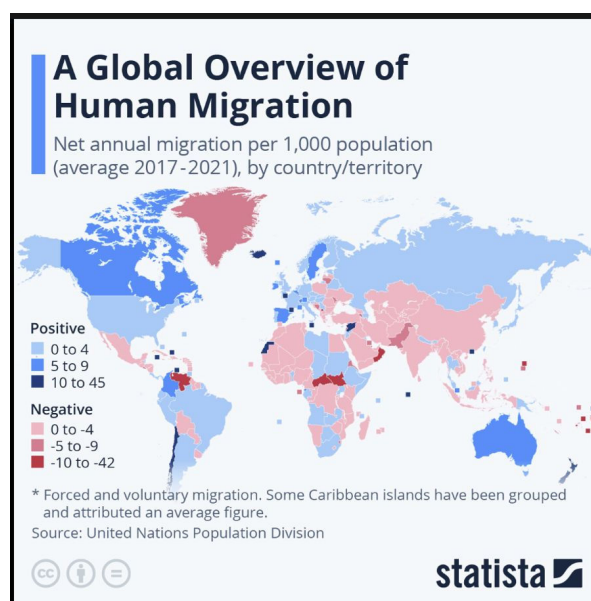 A Global Overview of
Human Migration
Net annual migration per 1,000 population
(average 2017-2021), by country/territory
Positive
0 to 4
5 to 9
10 to 45
Negative
0 to -4
-5 to -9
-10 to -42
* Forced and voluntary migration. Some Caribbean islands have been grouped
and attributed an average figure.
Source: United Nations Population Division
cc
statista